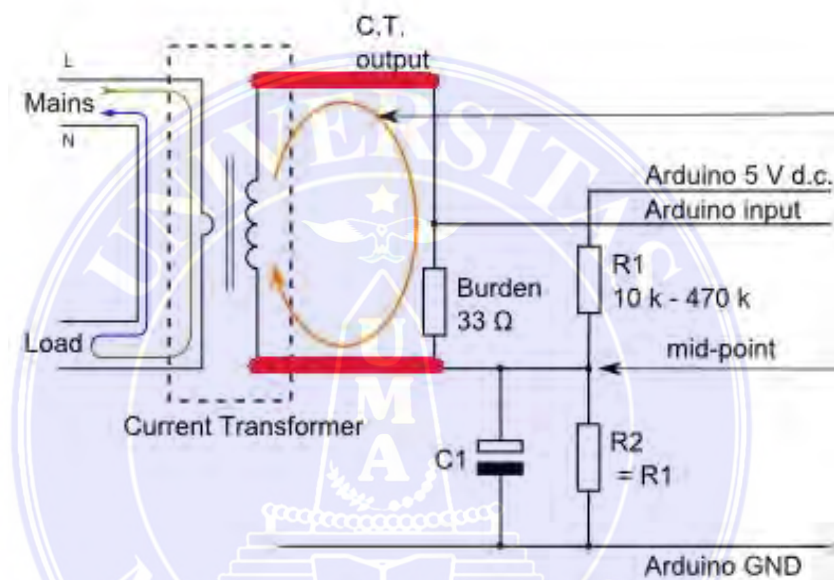 C.T.
output
L
Mains
N
Arduino 5 V d.c.
Arduino input
R1
10 k - 470 k
Burden
33 Ω
mid-point
Load
Current Transformer
C1
R2
= R1
Arduino GND
UNIVERSITAS
U
M
A